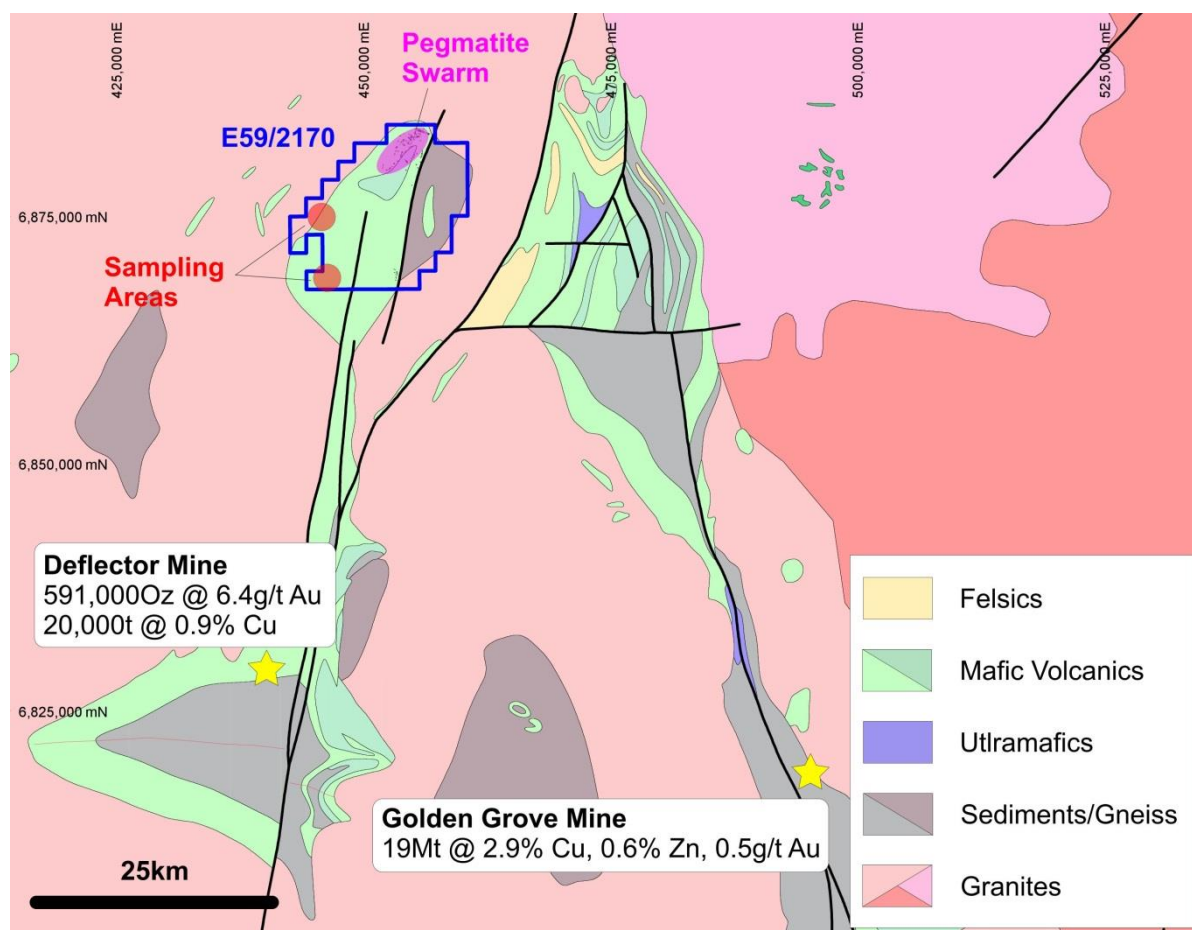 425,000 mE
450,000 mE
475,000 mE
500,000 mE
525,000 mE
Pegmatite
Swarm
E59/2170
6,875,000 mN
Sampling
Areas
6,850,000 mN
Deflector Mine
591,000Oz @ 6.4g/t Au
20,000t @ 0.9% Cu
6,825,000 mN
Golden Grove Mine
19Mt @ 2.9% Cu, 0.6% Zn, 0.5g/t Au
25km
Felsics
Mafic Volcanics
Utlramafics
Sediments/Gneiss
Granites